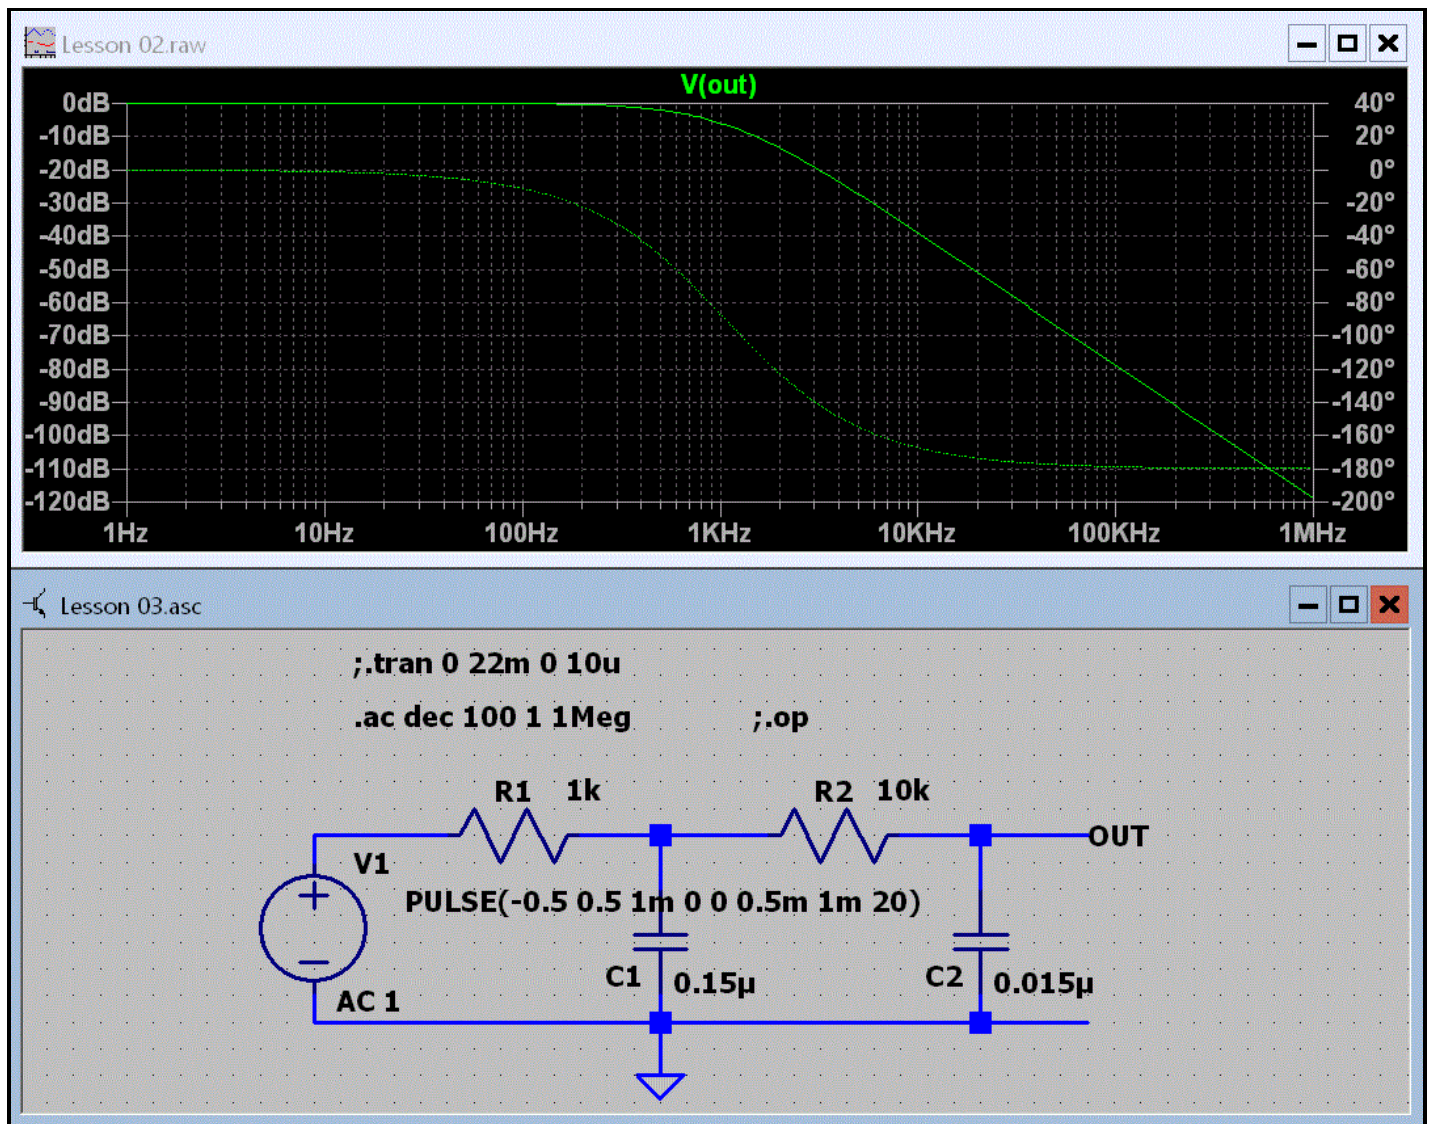 Lesson 02.raw
V(out)
0dB 40°
-10dB 20°
-20dB 0°
-30dB -20°
-40dB -40°
-50dB -60°
-60dB -80°
-70dB -100°
-80dB -120°
-90dB -140°
-100dB -160°
-110dB -180°
-120dB -200°
1Hz 10Hz 100Hz 1KHz 10KHz 100KHz 1MHz
Lesson 03.asc
;.tran 0 22m 0 10u
.ac dec 100 1 1Meg ;.op
R1 1k R2 10k
OUT
V1
PULSE(-0.5 0.5 1m 0 0 0.5m 1m 20)
C1 0.15µ C2 0.015µ
AC 1